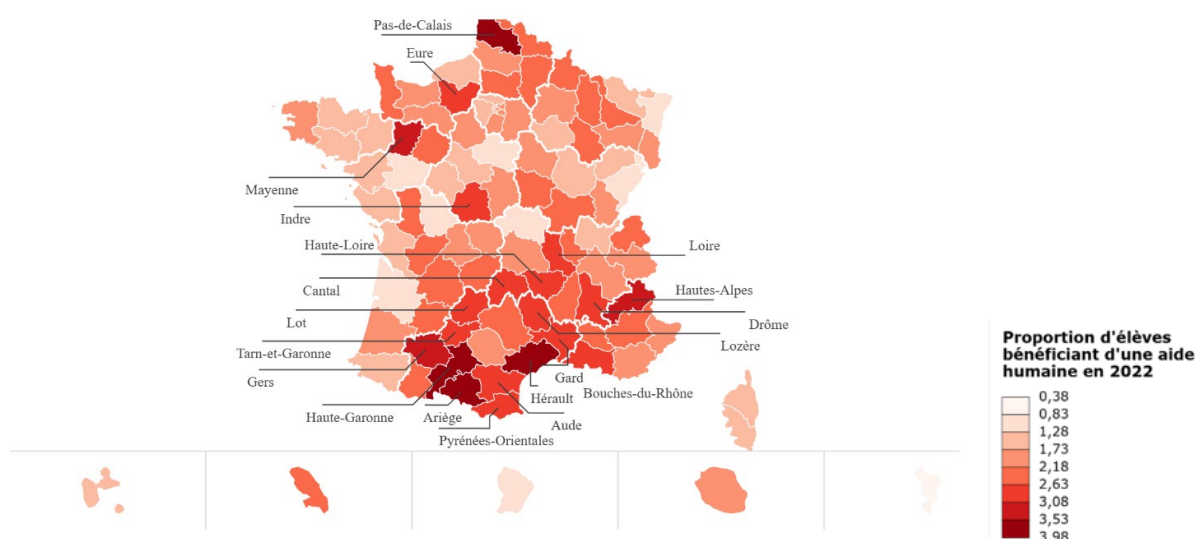 Pas-de-Calais
Eure
Mayenne
Indre
Haute-Loire
Loire
Cantal
Hautes-Alpes
Lot
Drôme
Tarn-et-Garonne
Lozère
Gers
Gard
Bouches-du-Rhône
Hérault
Haute-Garonne
Ariège
Aude
Pyrénées-Orientales
Proportion d'élèves
bénéficiant d'une aide
humaine en 2022
0,38
0,83
1,28
1,73
2,18
2,63
3,08
3,53
3,98